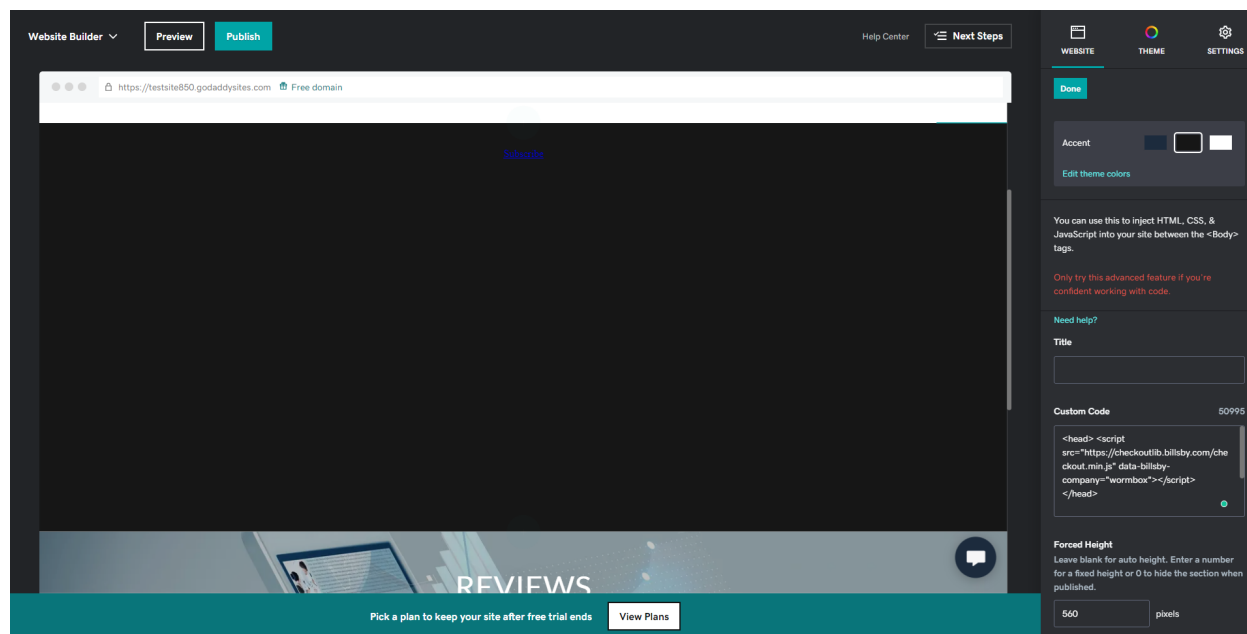 Website Builder
Preview
Publish
Help Center
Next Steps
https://testsite850.godaddysites.com
Free domain
REVIEWS
Pick a plan to keep your site after free trial ends
View Plans
WEBSITE
THEME
SETTINGS
Done
Accent
Edit theme colors
You can use this to inject HTML, CSS, &
JavaScript into your site between the <Body>
tags.
Only try this advanced feature if you're
confident working with code.
Need help?
Title
Custom Code
50995
<head> <script
src="https://checkoutlib.billsby.com/che
ckout.min.js" data-billsby-
company="wormbox"></script>
</head>
Forced Height
Leave blank for auto height. Enter a number
for a fixed height or 0 to hide the section when
published.
560
pixels